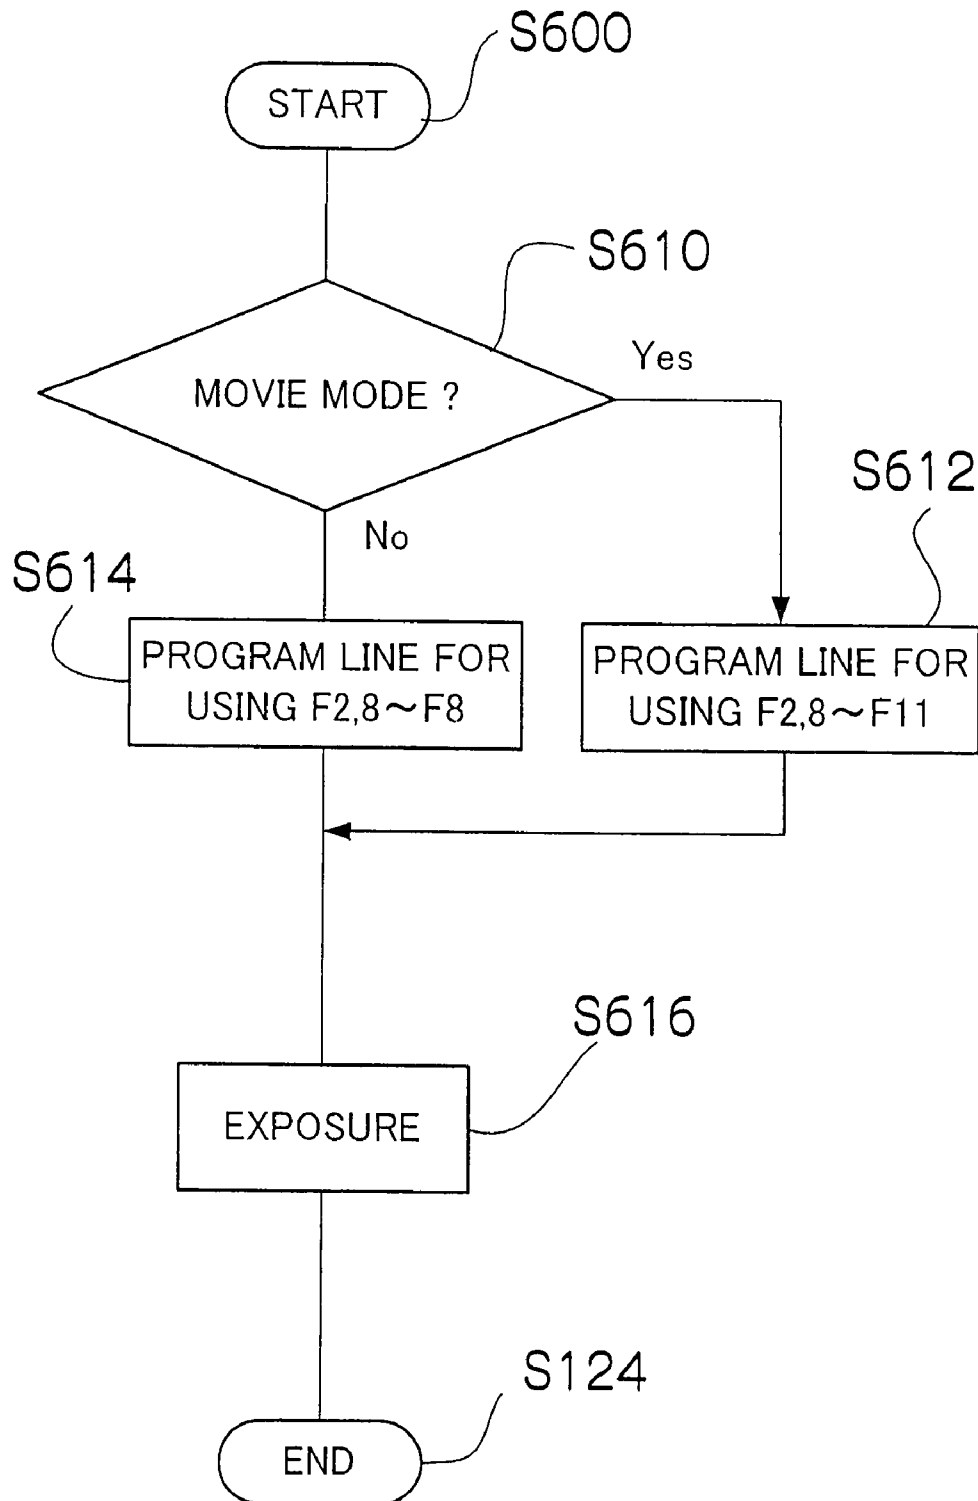 S600
START
S610
MOVIE MODE ?
Yes
S612
No
S614
PROGRAM LINE FOR
USING F2,8~F8
PROGRAM LINE FOR
USING F2,8~F11
S616
EXPOSURE
S124
END